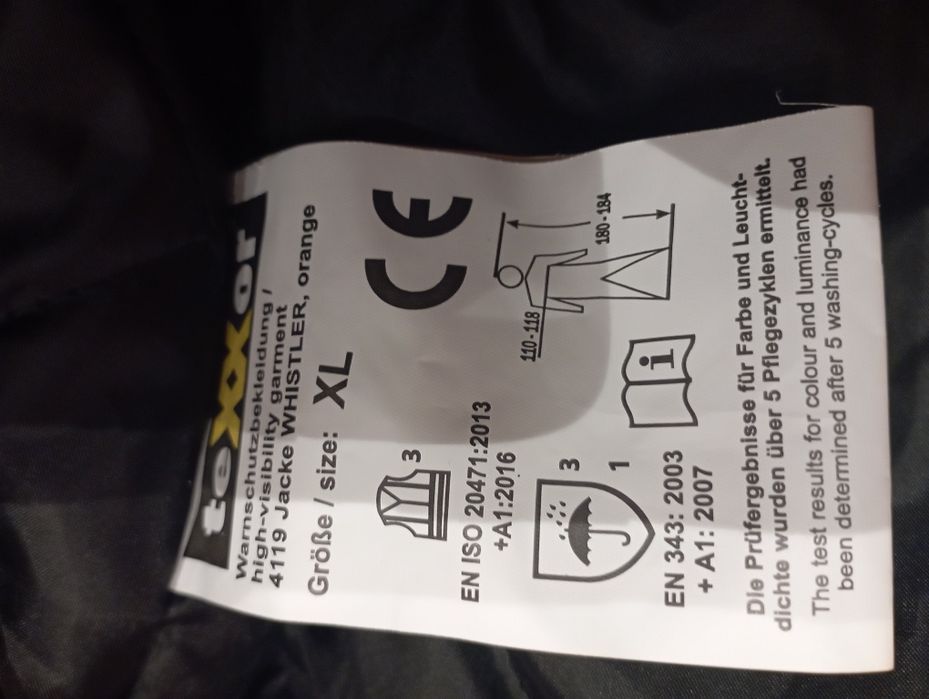 texxor
Warnschutzbekleidung /
high-visibility garment
4119 Jacke WHISTLER, orange
Größe / size: XL
CE
3
EN ISO 20471:2013
+A1:2016
110-118
180-184
3
1
i
EN 343: 2003
+ A1: 2007
Die Prüfergebnisse für Farbe und Leucht-
dichte wurden über 5 Pflegezyklen ermittelt.
The test results for colour and luminance had
been determined after 5 washing-cycles.